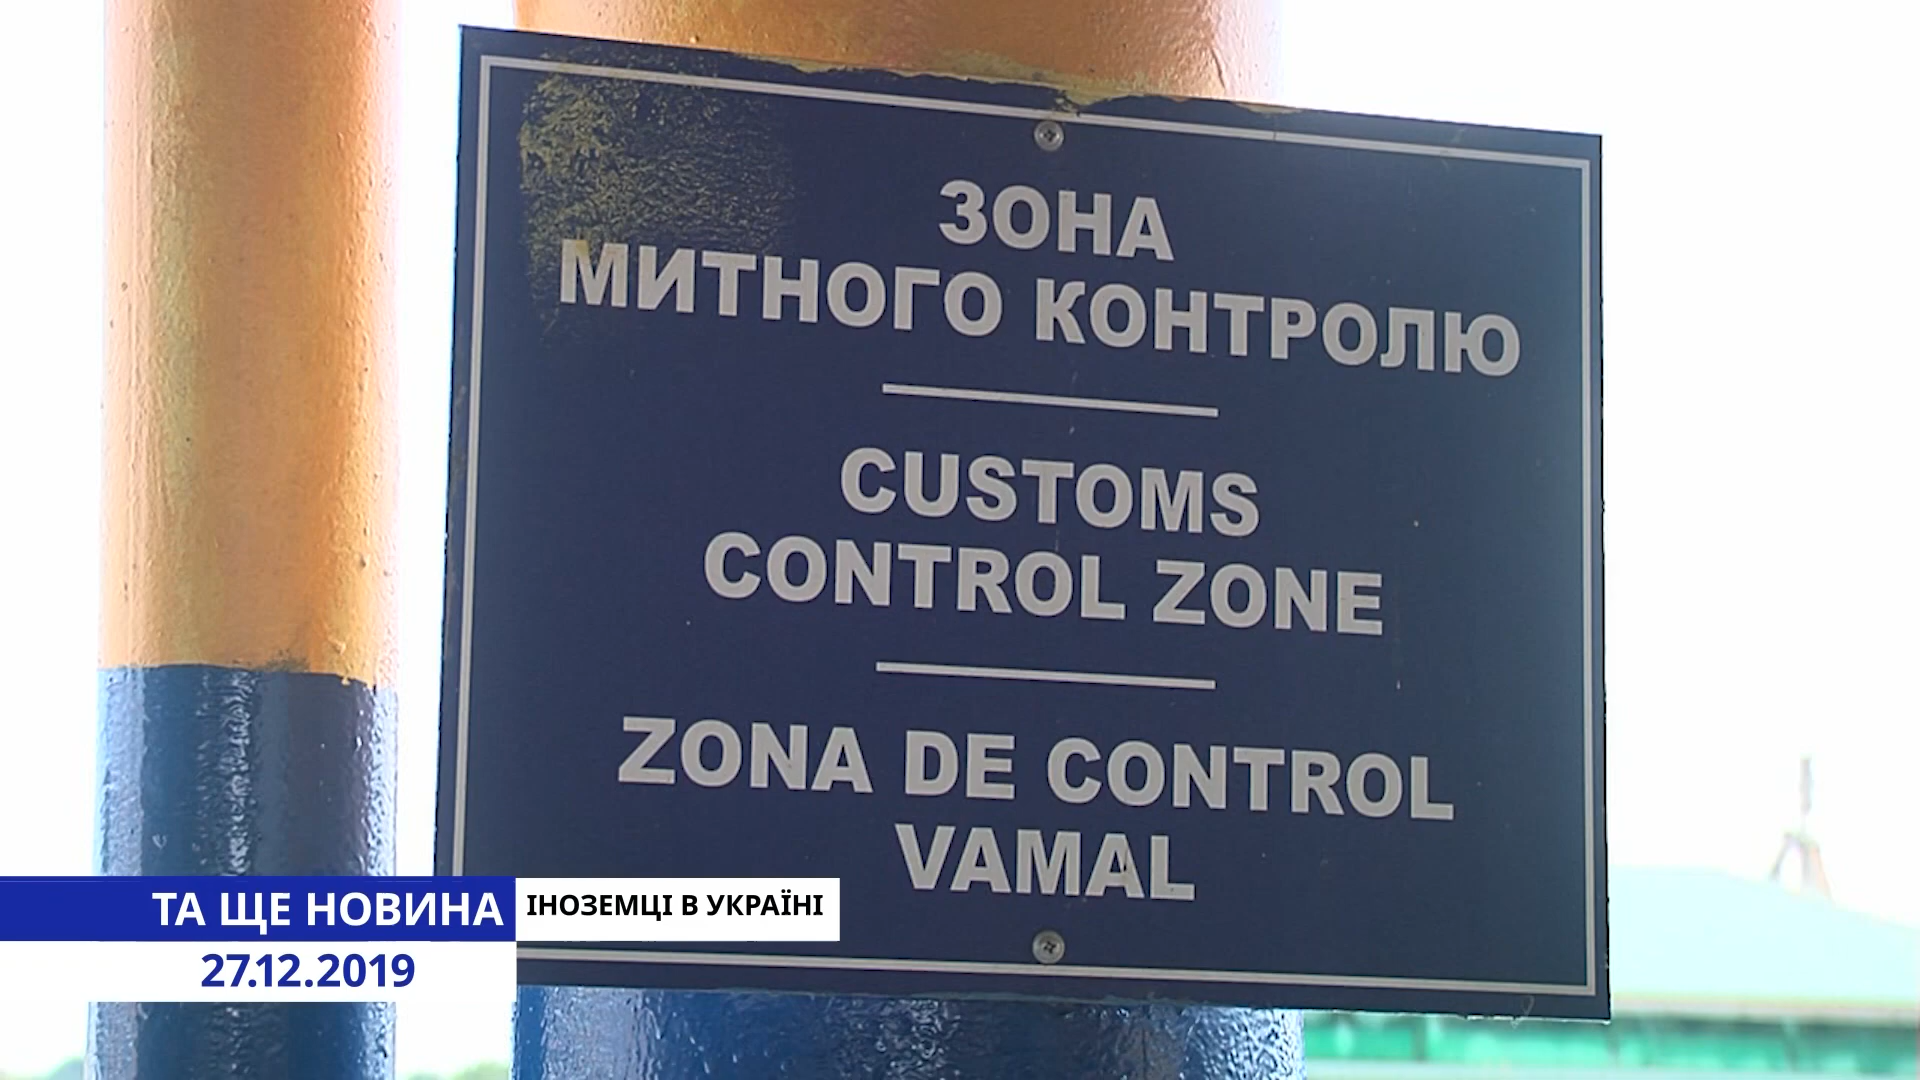 ЗОНА
МИТНОГО КОНТРОЛЮ
CUSTOMS
CONTROL ZONE
ZONA DE CONTROL
VAMAL
ТА ЩЕ НОВИНА
ІНОЗЕМЦІ В УКРАЇНІ
27.12.2019